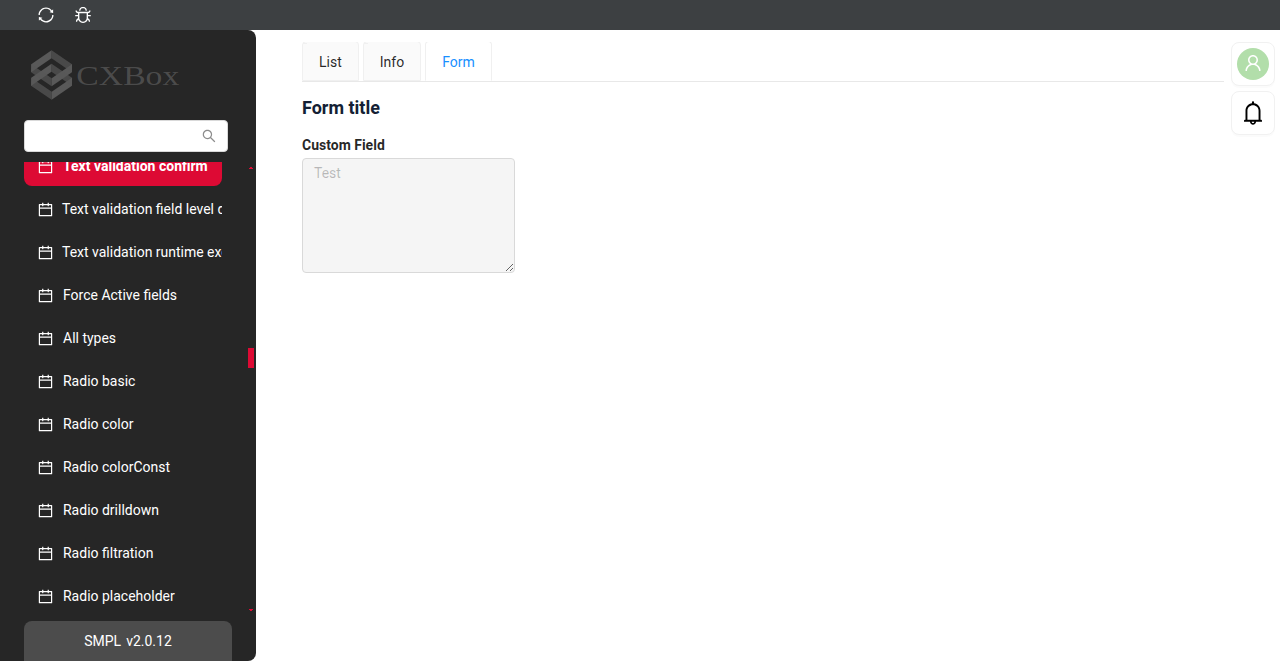 CXBox
List
Info
Form
Form title
Custom Field
Test
Text validation confirm
Text validation field level
Text validation runtime ex
Force Active fields
All types
Radio basic
Radio color
Radio colorConst
Radio drilldown
Radio filtration
Radio placeholder
SMPL v2.0.12